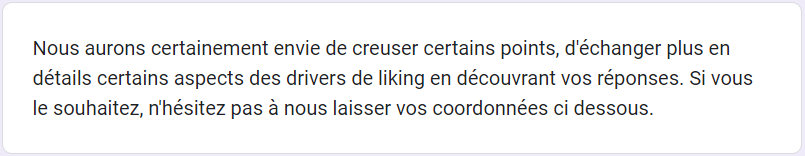 Nous aurons certainement envie de creuser certains points, d'échanger plus en
détails certains aspects des drivers de liking en découvrant vos réponses. Si vous
le souhaitez, n'hésitez pas à nous laisser vos coordonnées ci dessous.